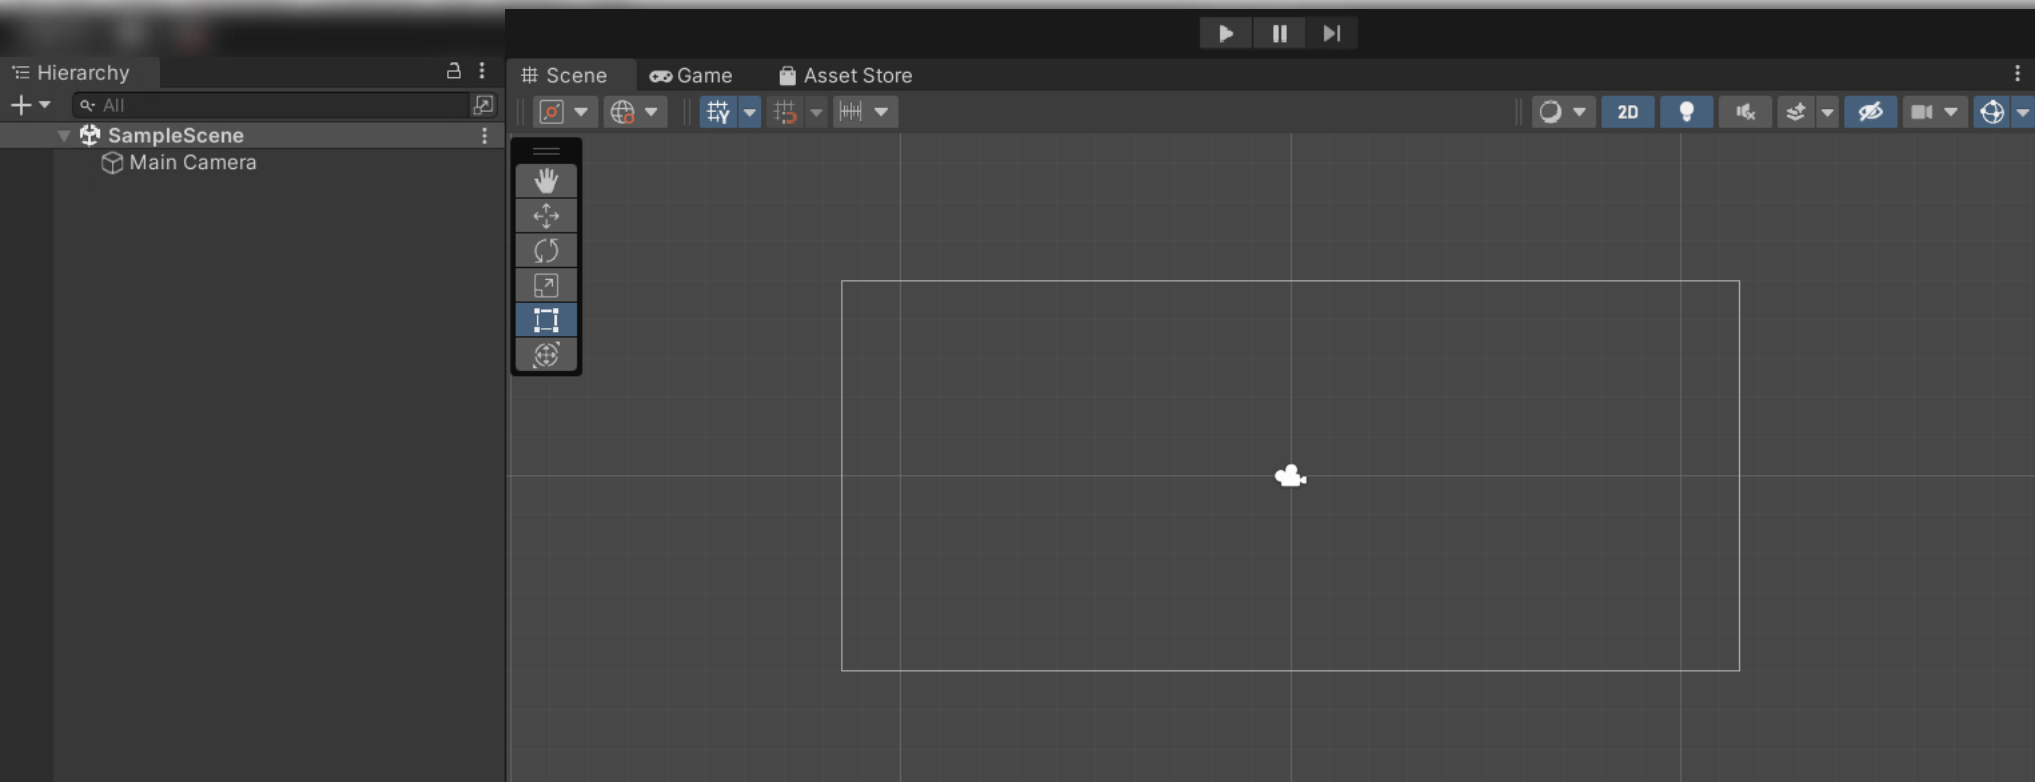 Hierarchy
All
SampleScene
Main Camera
Scene
Game
Asset Store
2D